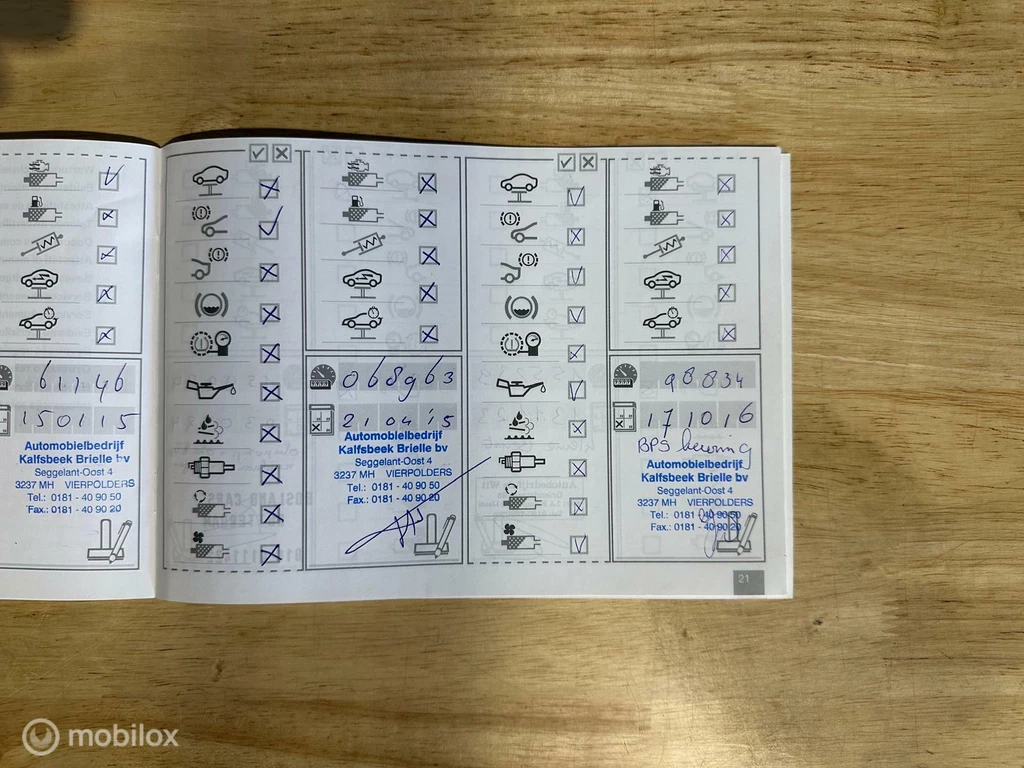 61146
150115
Automobielbedrijf
Kalfsbeek Brielle bv
Seggelant-Oost 4
3237 MH VIERPOLDERS
Tel.: 0181 - 40 90 50
Fax.: 0181 - 40 90 20
068963
21 04 15
Automobielbedrijf
Kalfsbeek Brielle bv
Seggelant-Oost 4
3237 MH VIERPOLDERS
Tel.: 0181 - 40 90 50
Fax.: 0181 - 40 90 20
98834
171016
Automobielbedrijf
Kalfsbeek Brielle bv
Seggelant-Oost 4
3237 MH VIERPOLDERS
Tel.: 0181 - 40 90 50
Fax.: 0181 - 40 90 20
21
mobilox